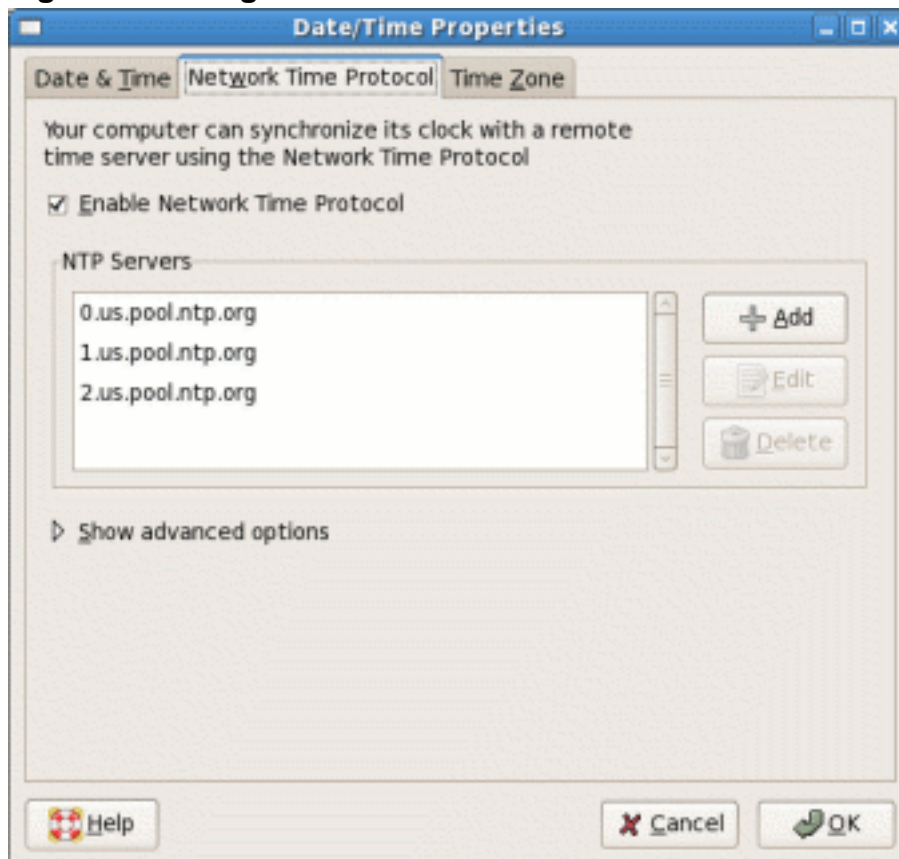 Date/Time Properties
Date & Time Network Time Protocol Time Zone
Your computer can synchronize its clock with a remote
time server using the Network Time Protocol
Enable Network Time Protocol
NTP Servers
0.us.pool.ntp.org
1.us.pool.ntp.org
2.us.pool.ntp.org
Add
Edit
Delete
Show advanced options
Help
Cancel
OK